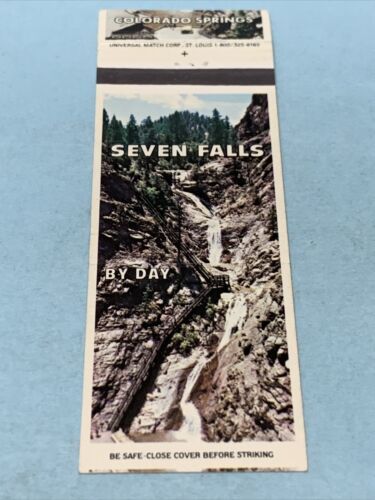 COLORADO SPRINGS
UNIVERSAL MATCH CORP., ST. LOUIS 1-800/325-8160
+
SEVEN FALLS
BY DAY
BE SAFE-CLOSE COVER BEFORE STRIKING